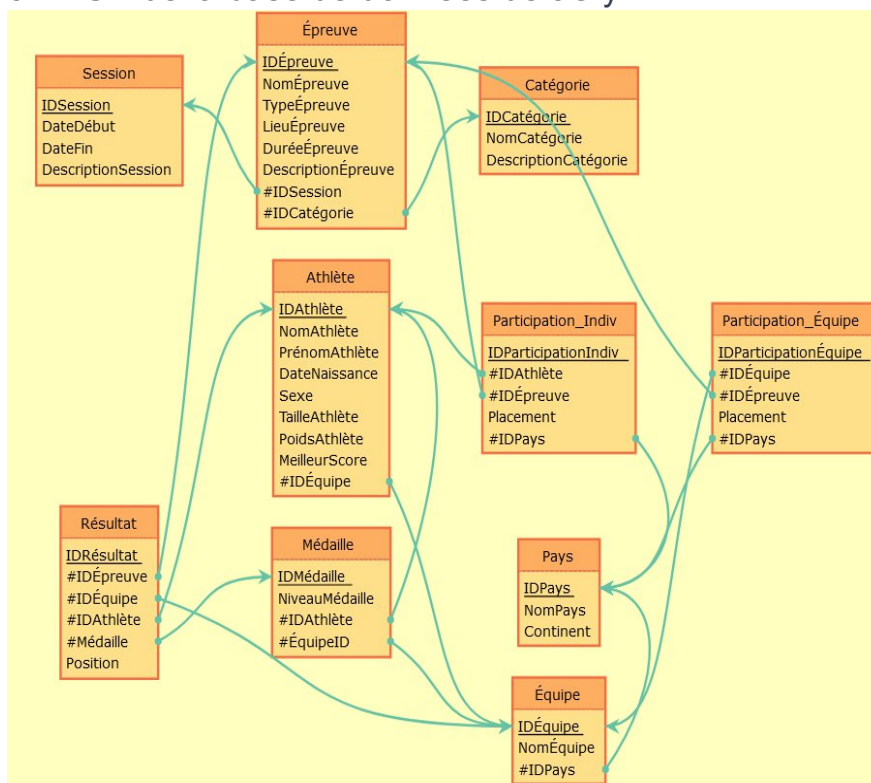 Session
IDSession
DateDébut
DateFin
DescriptionSession
Épreuve
IDÉpreuve
NomÉpreuve
TypeÉpreuve
LieuÉpreuve
DuréeÉpreuve
DescriptionÉpreuve
#IDSession
#IDCatégorie
Catégorie
IDCatégorie
NomCatégorie
DescriptionCatégorie
Athlète
IDAthlète
NomAthlète
PrénomAthlète
DateNaissance
Sexe
TailleAthlète
PoidsAthlète
MeilleurScore
#IDÉquipe
Participation_Indiv
IDParticipationIndiv
#IDAthlète
#IDÉpreuve
Placement
#IDPays
Participation_Équipe
IDParticipationÉquipe
#IDÉquipe
#IDÉpreuve
Placement
#IDPays
Résultat
IDRésultat
#IDÉpreuve
#IDÉquipe
#IDAthlète
#Médaille
Position
Médaille
IDMédaille
NiveauMédaille
#IDAthlète
#ÉquipeID
Pays
IDPays
NomPays
Continent
Équipe
IDÉquipe
NomÉquipe
#IDPays